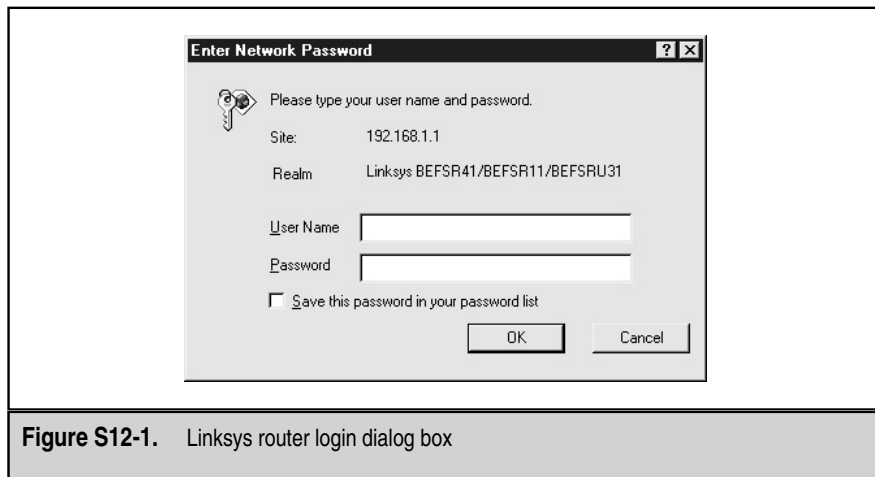 Enter Network Password
Please type your user name and password.
Site: 192.168.1.1
Realm Linksys BEFSR41/BEFSR11/BEFSRU31
User Name
Password
Save this password in your password list
OK Cancel
Figure S12-1. Linksys router login dialog box